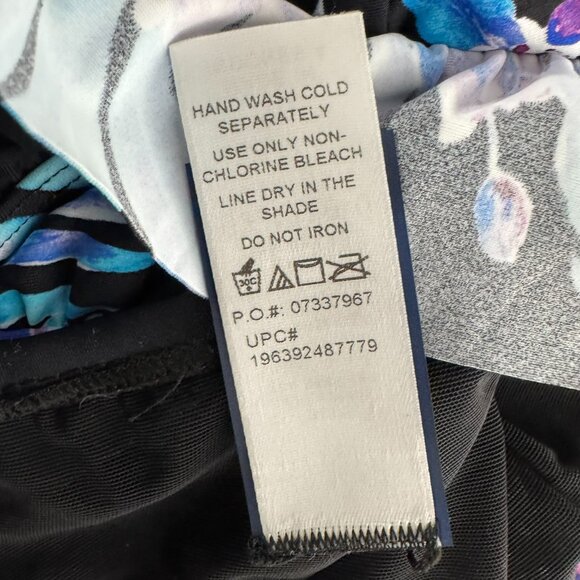 HAND WASH COLD
SEPARATELY
USE ONLY NON-
CHLORINE BLEACH
LINE DRY IN THE
SHADE
DO NOT IRON
30C
P.O.#: 07337967
UPC#
196392487779